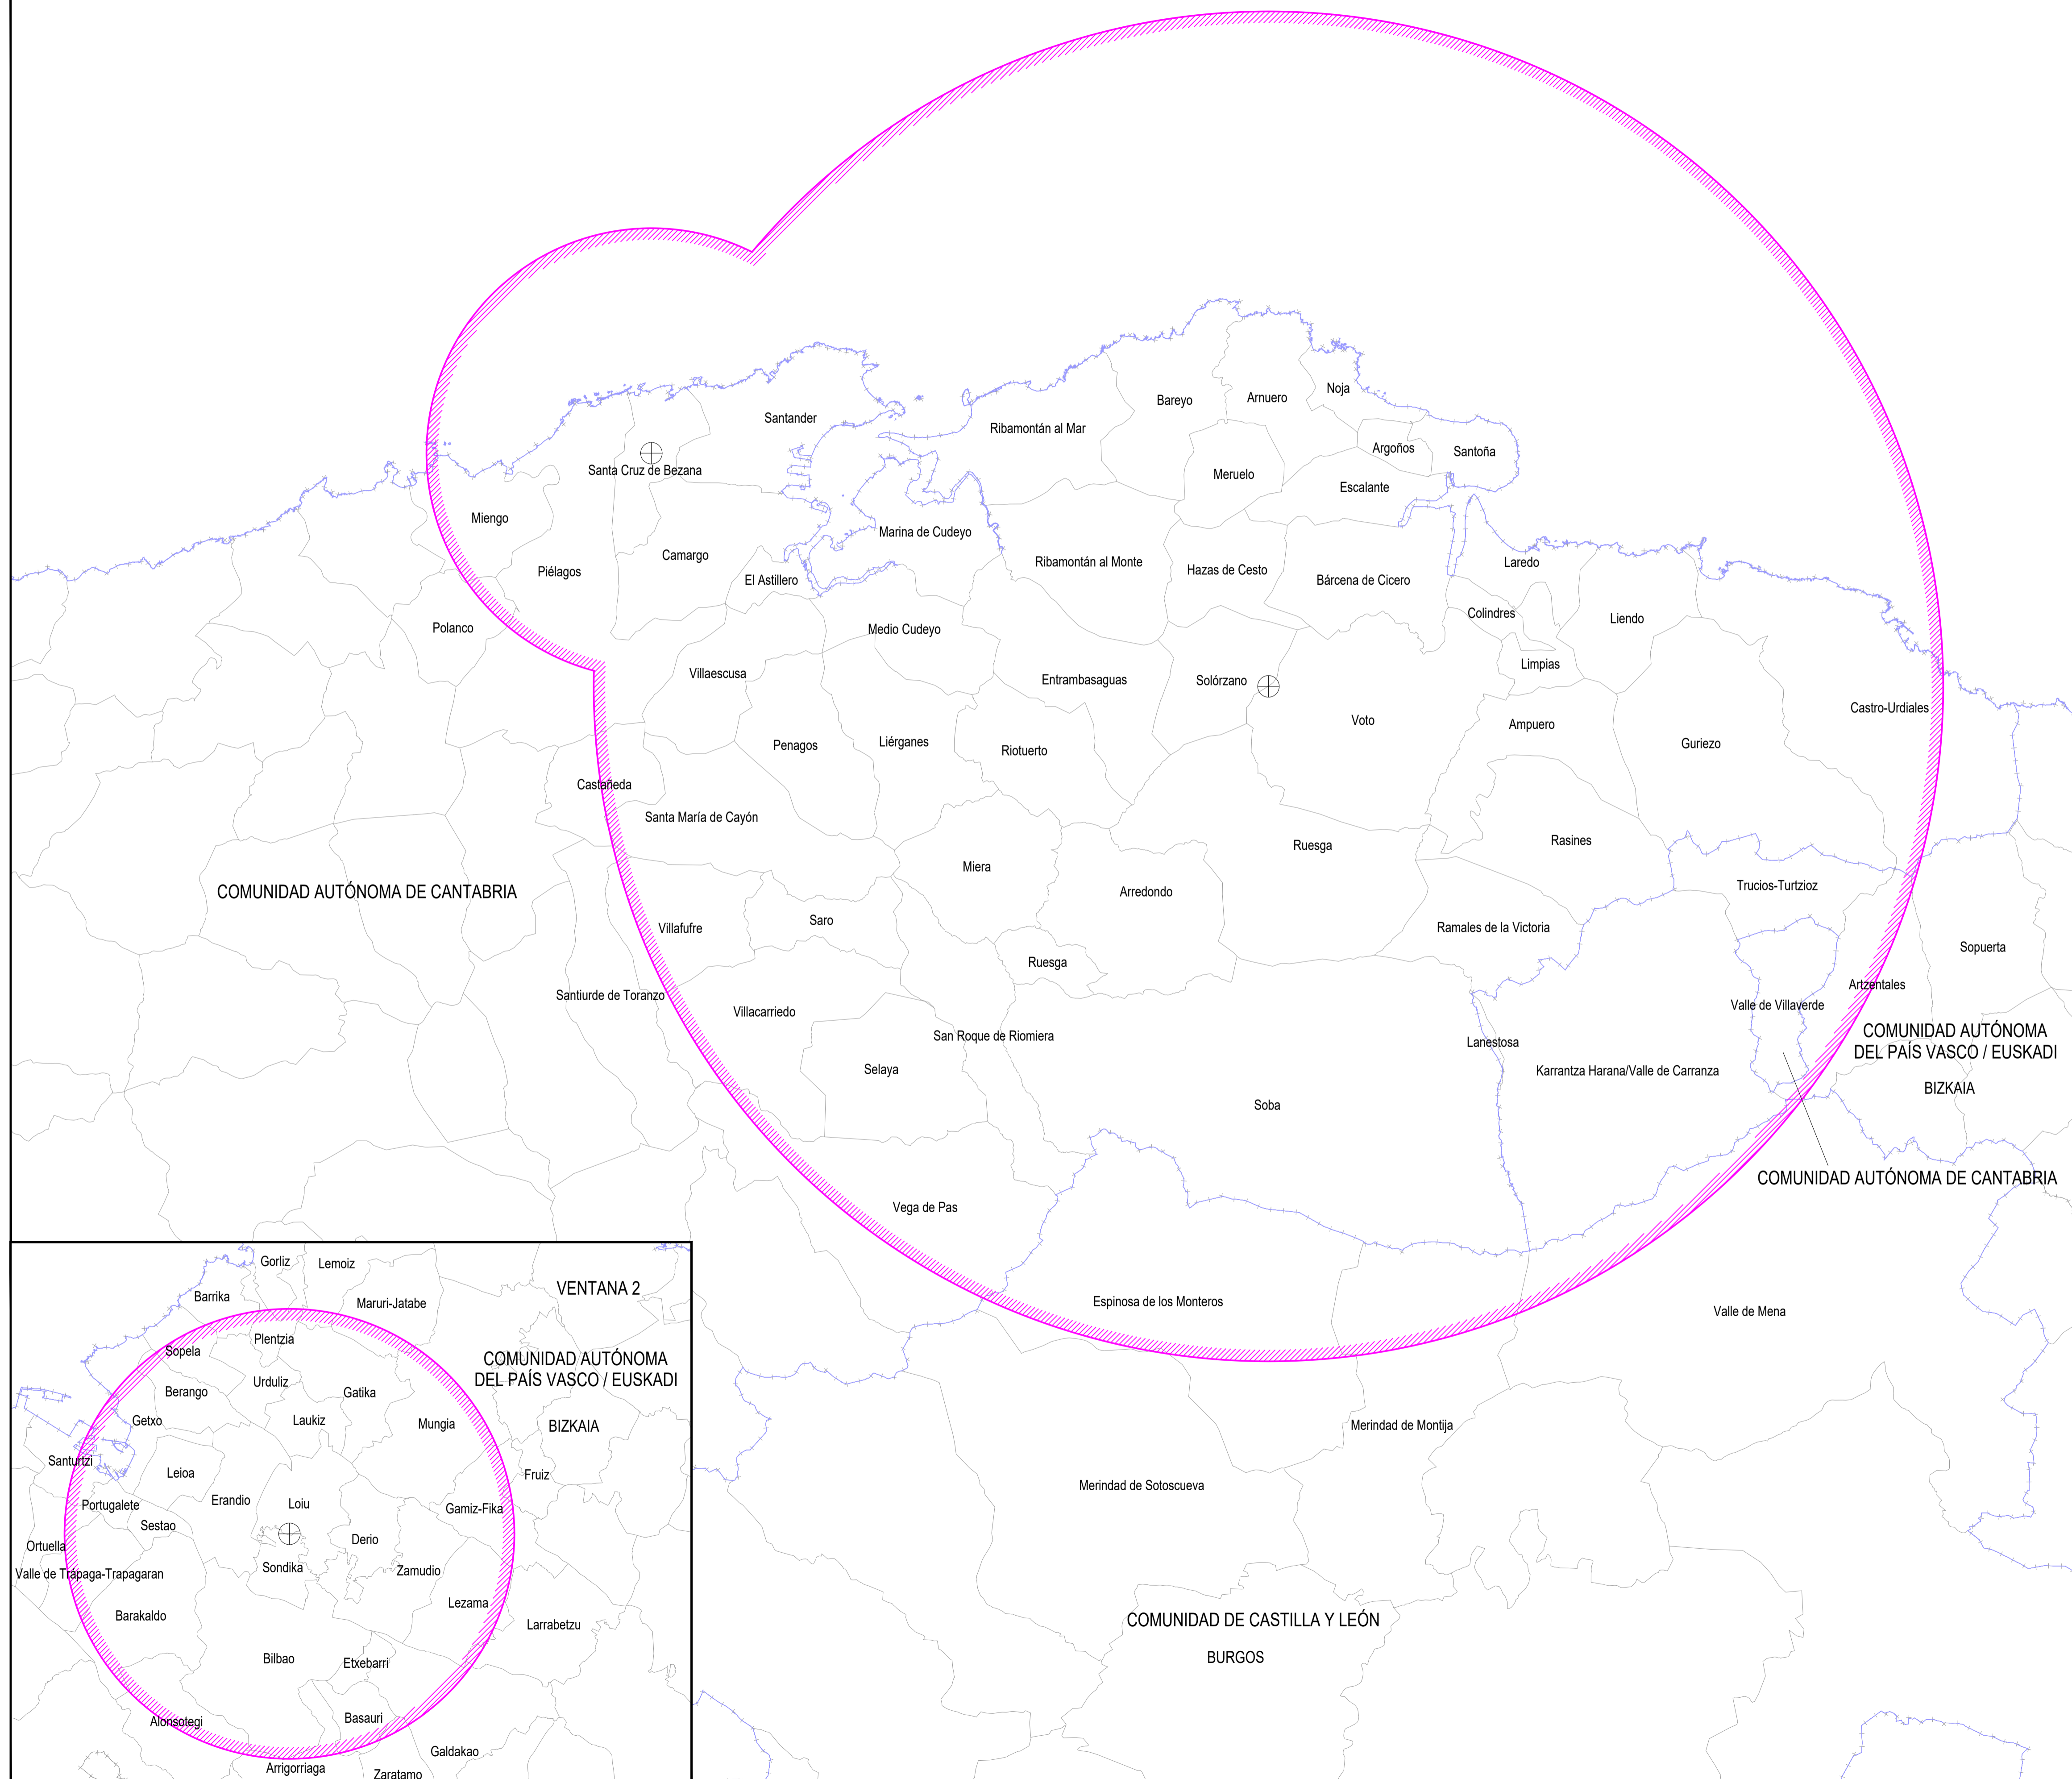 Santander
Bareyo
Arnuero
Noja
Ribamontán al Mar
Argoños
Santoña
Santa Cruz de Bezana
Meruelo
Escalante
Miengo
Marina de Cudeyo
Camargo
Ribamontán al Monte
Laredo
Piélagos
El Astillero
Hazas de Cesto
Bárcena de Cicero
Colindres
Liendo
Polanco
Medio Cudeyo
Limpias
Villaescusa
Entrambasaguas
Solórzano
Castro-Urdiales
Voto
Ampuero
Penagos
Liérganes
Riotuerto
Guriezo
Castañeda
Santa María de Cayón
Ruesga
Rasines
Miera
Trucios-Turtzioz
COMUNIDAD AUTÓNOMA DE CANTABRIA
Arredondo
Saro
Villafufre
Ramales de la Victoria
Sopuerta
Ruesga
Artzentales
Santiurde de Toranzo
Valle de Villaverde
Villacarriedo
San Roque de Riomiera
Lanestosa
COMUNIDAD AUTÓNOMA
DEL PAÍS VASCO / EUSKADI
BIZKAIA
Selaya
Karrantza Harana/Valle de Carranza
Soba
COMUNIDAD AUTÓNOMA DE CANTABRIA
Vega de Pas
Espinosa de los Monteros
Valle de Mena
Merindad de Montija
Merindad de Sotoscueva
COMUNIDAD DE CASTILLA Y LEÓN
BURGOS
VENTANA 2
Gorliz
Lemoiz
Barrika
Maruri-Jatabe
Plentzia
Sopela
COMUNIDAD AUTÓNOMA
DEL PAÍS VASCO / EUSKADI
BIZKAIA
Urduliz
Berango
Gatika
Getxo
Laukiz
Mungia
Santurtzi
Leioa
Fruiz
Erandio
Loiu
Portugalete
Gamiz-Fika
Sestao
Derio
Ortuella
Sondika
Zamudio
Valle de Trápaga-Trapagaran
Lezama
Barakaldo
Larrabetzu
Bilbao
Etxebarri
Alonsotegi
Basauri
Galdakao
Arrigorriaga
Zaratamo